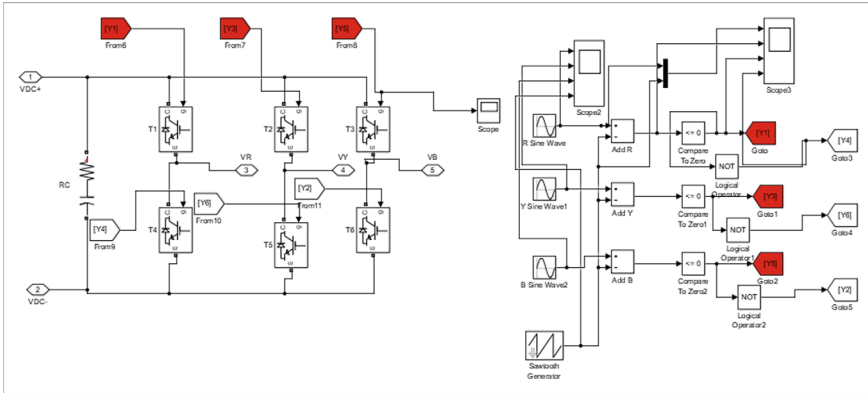 [Y1]
From6
[Y3]
From7
[Y5]
From8
1
VDC+
C
g
E
T1
C
g
E
T2
C
g
E
T3
Scope
VR
3
VY
4
VB
5
RC
[Y4]
From9
[Y6]
From10
[Y2]
From11
C
g
E
T4
C
g
E
T5
C
g
E
T6
2
VDC-
Scope2
Scope3
R Sine Wave
+
-
Add R
<= 0
Compare
To Zero
[Y1]
Goto
NOT
Logical
Operator
[Y4]
Goto3
Y Sine Wave1
+
-
Add Y
<= 0
Compare
To Zero1
[Y3]
Goto1
NOT
Logical
Operator1
[Y6]
Goto4
B Sine Wave2
+
-
Add B
<= 0
Compare
To Zero2
[Y5]
Goto2
NOT
Logical
Operator2
[Y2]
Goto5
Sawtooth
Generator